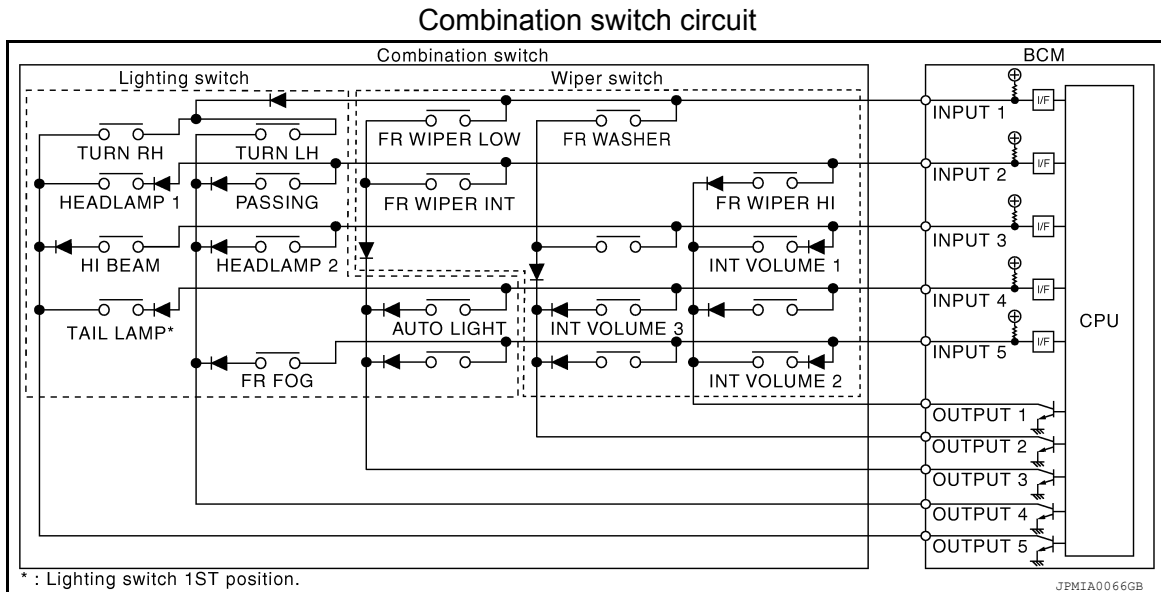 Combination switch circuit
Combination switch
BCM
Lighting switch
Wiper switch
I/F
INPUT 1
TURN RH
TURN LH
FR WIPER LOW
FR WASHER
I/F
INPUT 2
HEADLAMP 1
PASSING
FR WIPER INT
FR WIPER HI
I/F
INPUT 3
HI BEAM
HEADLAMP 2
INT VOLUME 1
I/F
INPUT 4
TAIL LAMP*
AUTO LIGHT
INT VOLUME 3
CPU
I/F
INPUT 5
FR FOG
INT VOLUME 2
OUTPUT 1
OUTPUT 2
OUTPUT 3
OUTPUT 4
OUTPUT 5
* : Lighting switch 1ST position.
JPMIA0066GB